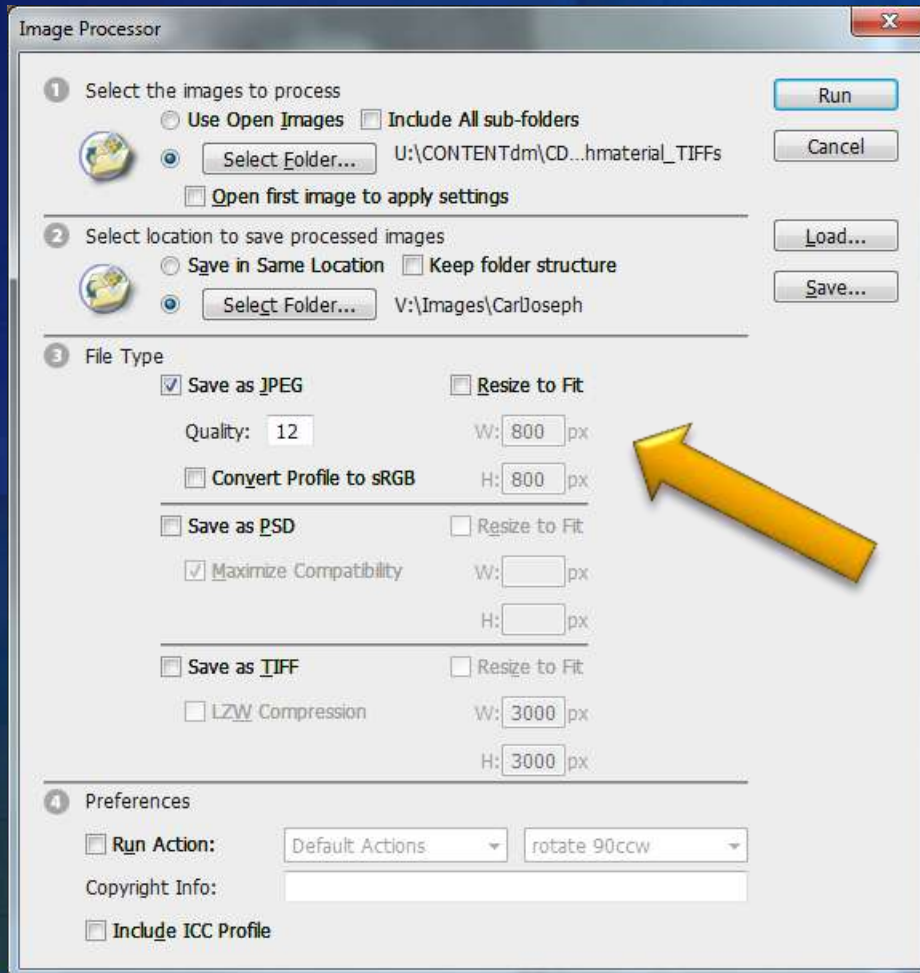 Image Processor
x
1 Select the images to process
Run
Use Open Images Include All sub-folders
Select Folder... U:\CONTENTdm\CD...hmaterial_TIFFs
Cancel
Open first image to apply settings
2 Select location to save processed images
Load...
Save in Same Location Keep folder structure
Select Folder... V:\Images\CarlJoseph
Save...
3 File Type
Save as JPEG Resize to Fit
Quality: 12 W: 800 px
Convert Profile to sRGB H: 800 px
Save as PSD Resize to Fit
Maximize Compatibility W: px
H: px
Save as TIFF Resize to Fit
LZW Compression W: 3000 px
H: 3000 px
4 Preferences
Run Action: Default Actions rotate 90ccw
Copyright Info:
Include ICC Profile